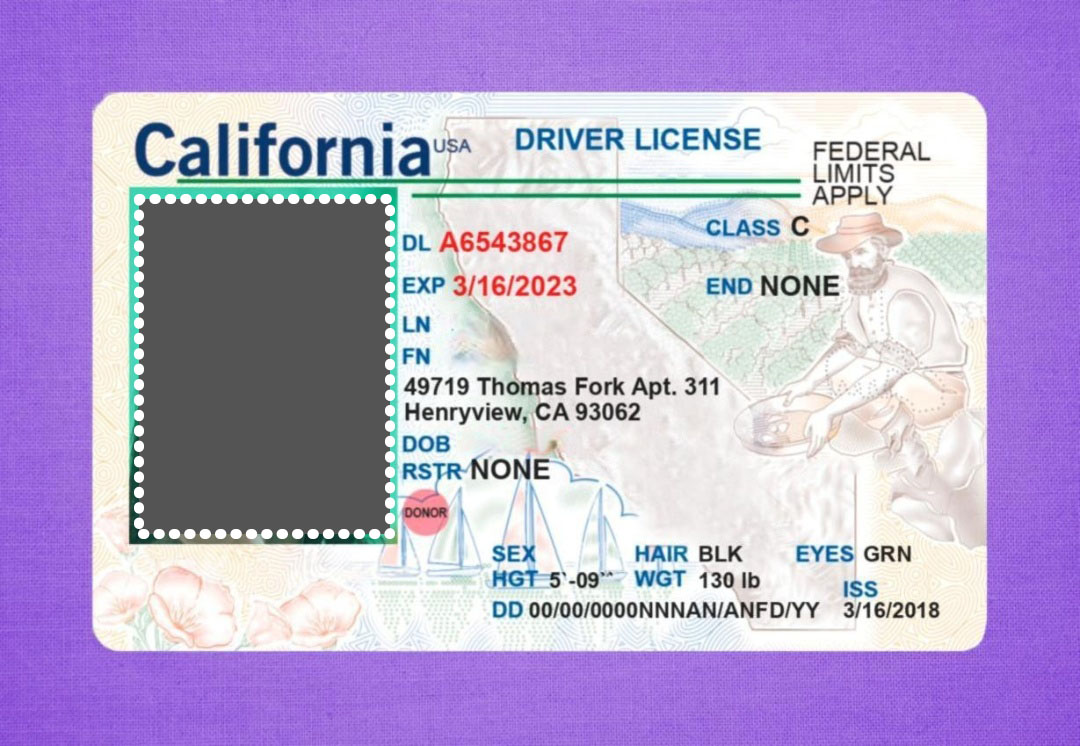 California USA DRIVER LICENSE
FEDERAL
LIMITS
APPLY
DL A6543867
CLASS C
EXP 3/16/2023
END NONE
LN
FN
49719 Thomas Fork Apt. 311
Henryview, CA 93062
DOB
RSTR NONE
DONOR
SEX HAIR BLK EYES GRN
HGT 5`-09`` WGT 130 lb
ISS
DD 00/00/0000NNNAN/ANFD/YY 3/16/2018